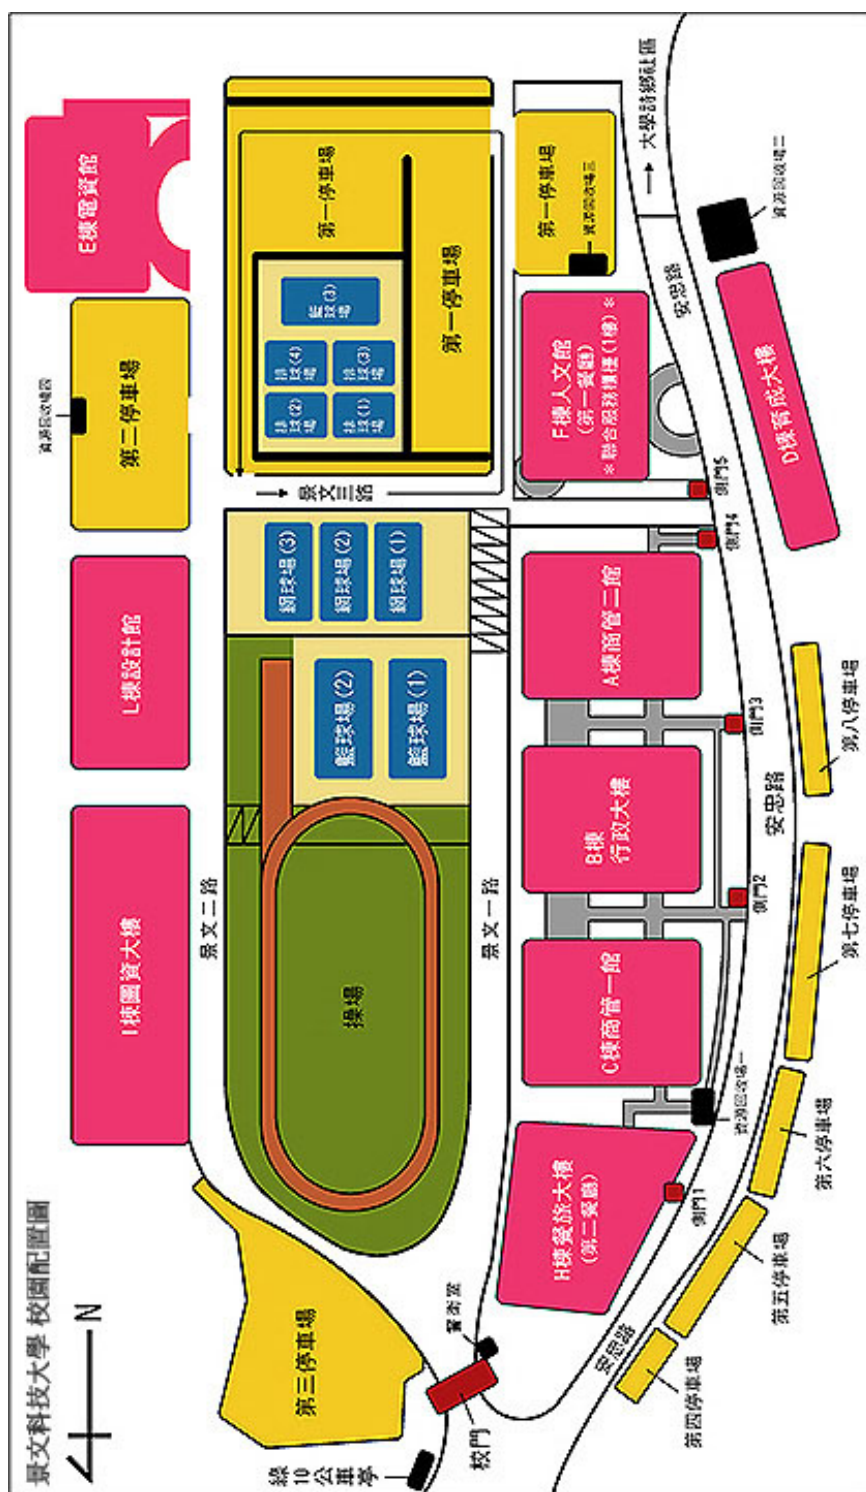 景文科技大學 校園配置圖
N
I棟圖資大樓
L棟設計館
第二停車場
資源回收場四
E棟電資館
景文二路
第三停車場
綠10公車亭
校門
警衛室
操場
籃球場(2)
籃球場(1)
網球場(3)
網球場(2)
網球場(1)
景文三路
排球場(2)
排球場(4)
排球場(1)
排球場(3)
籃球場(3)
第一停車場
第一停車場
景文一路
H棟餐旅大樓
(第二餐廳)
C棟商管一館
B棟
行政大樓
A棟商管二館
F棟人文館
(第一餐廳)
*聯合服務櫃檯(1樓)*
第一停車場
資源回收場三
大學詩鄉社區
側門1
資源回收場一
側門2
側門3
側門4
側門5
安忠路
安忠路
安忠路
第四停車場
第五停車場
第六停車場
第七停車場
第八停車場
D棟育成大樓
資源回收場二